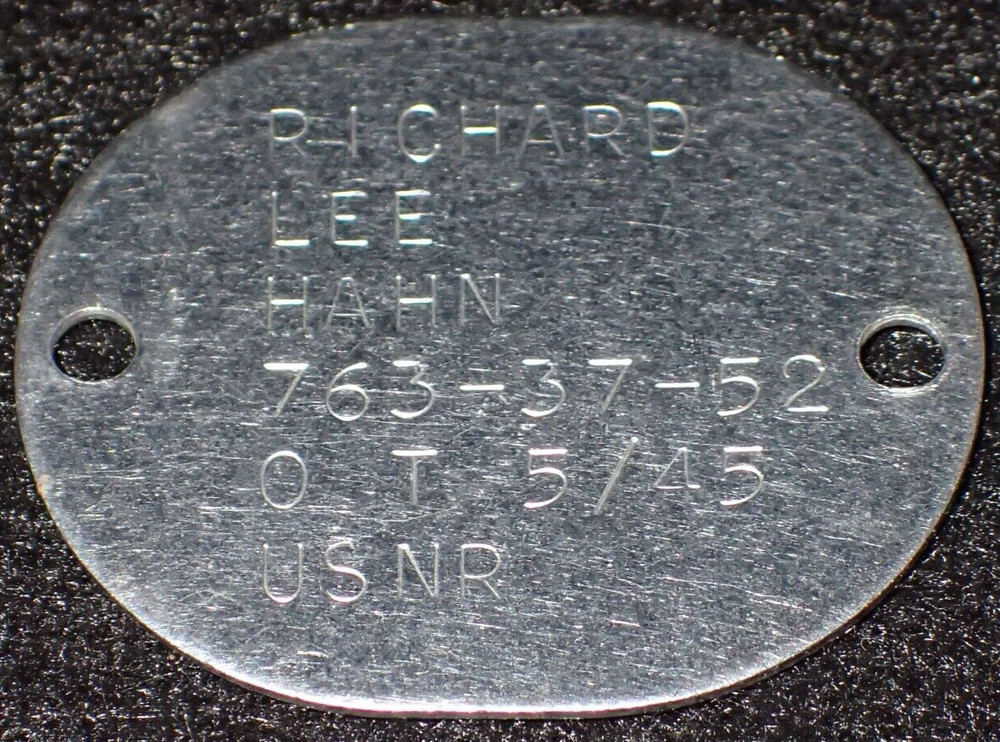 RICHARD
LEE
HAHN
763-37-52
O T 5/45
USNR